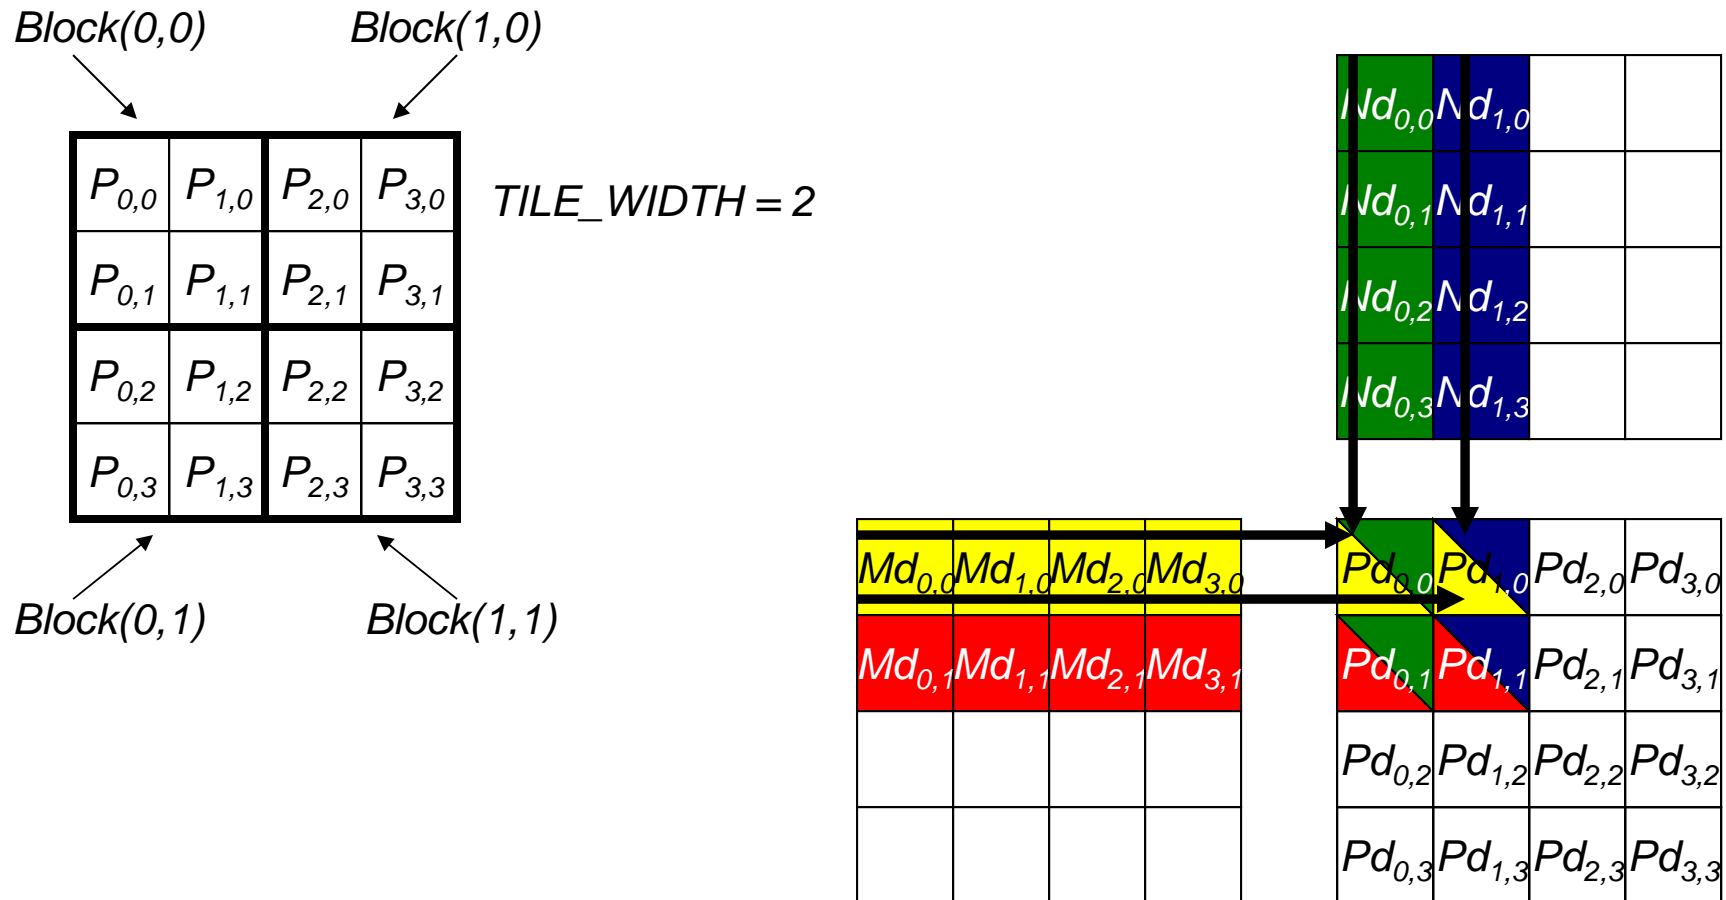 Block(0,0) Block(1,0)
P0,0 P1,0 P2,0 P3,0
P0,1 P1,1 P2,1 P3,1
P0,2 P1,2 P2,2 P3,2
P0,3 P1,3 P2,3 P3,3
Block(0,1) Block(1,1)
TILE_WIDTH = 2
Nd0,0 Nd1,0
Nd0,1 Nd1,1
Nd0,2 Nd1,2
Nd0,3 Nd1,3
Md0,0 Md1,0 Md2,0 Md3,0
Md0,1 Md1,1 Md2,1 Md3,1
Pd0,0 Pd1,0 Pd2,0 Pd3,0
Pd0,1 Pd1,1 Pd2,1 Pd3,1
Pd0,2 Pd1,2 Pd2,2 Pd3,2
Pd0,3 Pd1,3 Pd2,3 Pd3,3